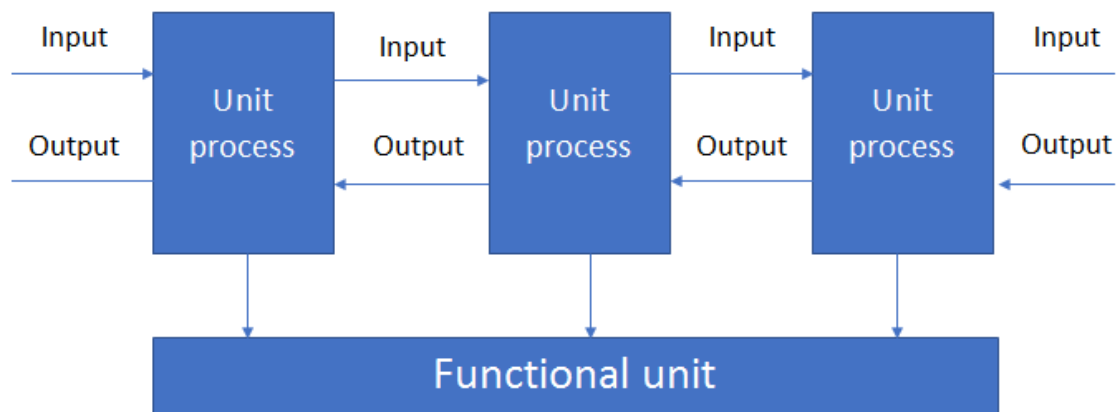 Input
Input
Input
Input
Unit
process
Unit
process
Unit
process
Output
Output
Output
Output
Functional unit